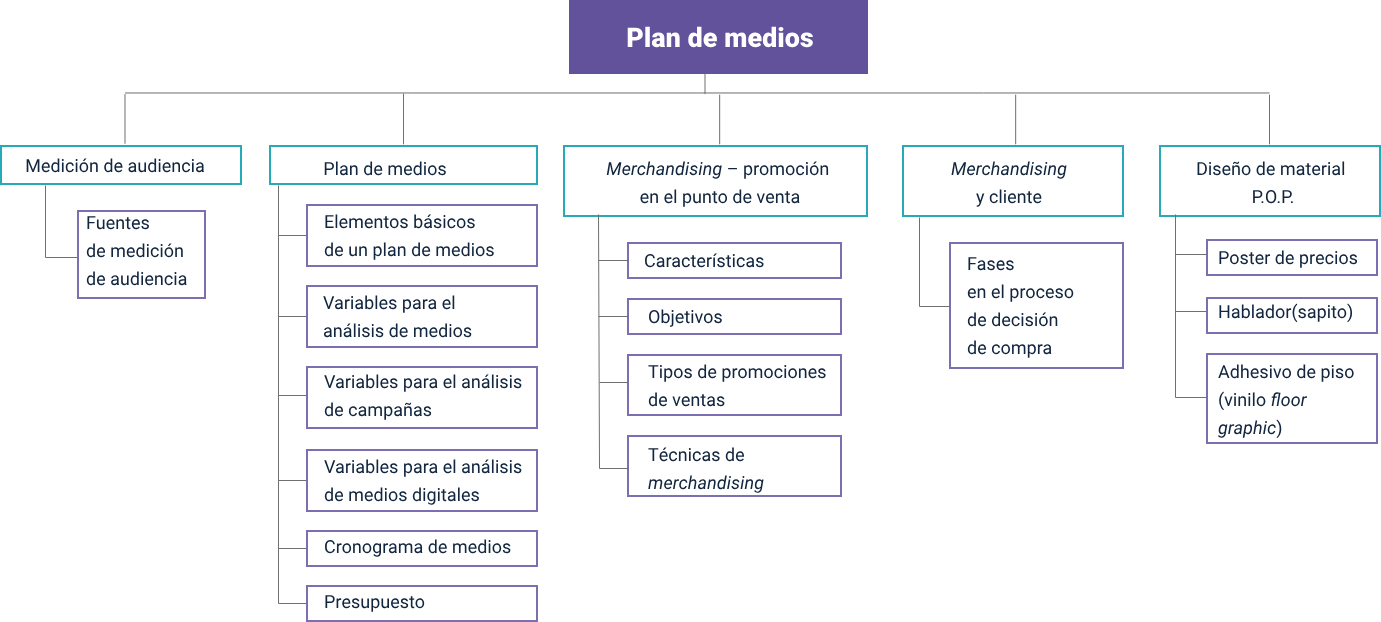 Plan de medios
Medición de audiencia
Fuentes
de medición
de audiencia
Plan de medios
Elementos básicos
de un plan de medios
Variables para el
análisis de medios
Variables para el análisis
de campañas
Variables para el análisis
de medios digitales
Cronograma de medios
Presupuesto
Merchandising – promoción
en el punto de venta
Características
Objetivos
Tipos de promociones
de ventas
Técnicas de
merchandising
Merchandising
y cliente
Fases
en el proceso
de decisión
de compra
Diseño de material
P.O.P.
Poster de precios
Hablador(sapito)
Adhesivo de piso
(vinilo floor
graphic)